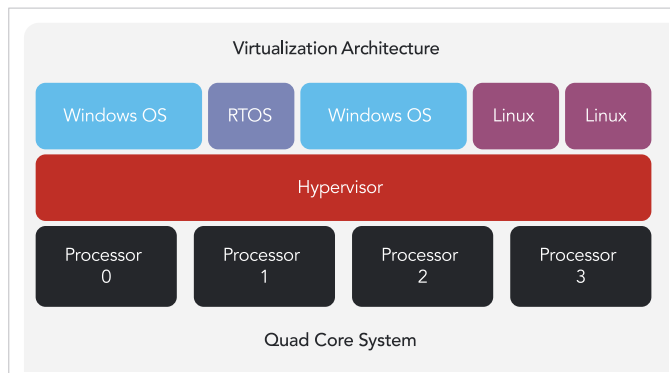 Virtualization Architecture
Windows OS RTOS Windows OS Linux Linux
Hypervisor
Processor Processor Processor Processor
0 1 2 3
Quad Core System